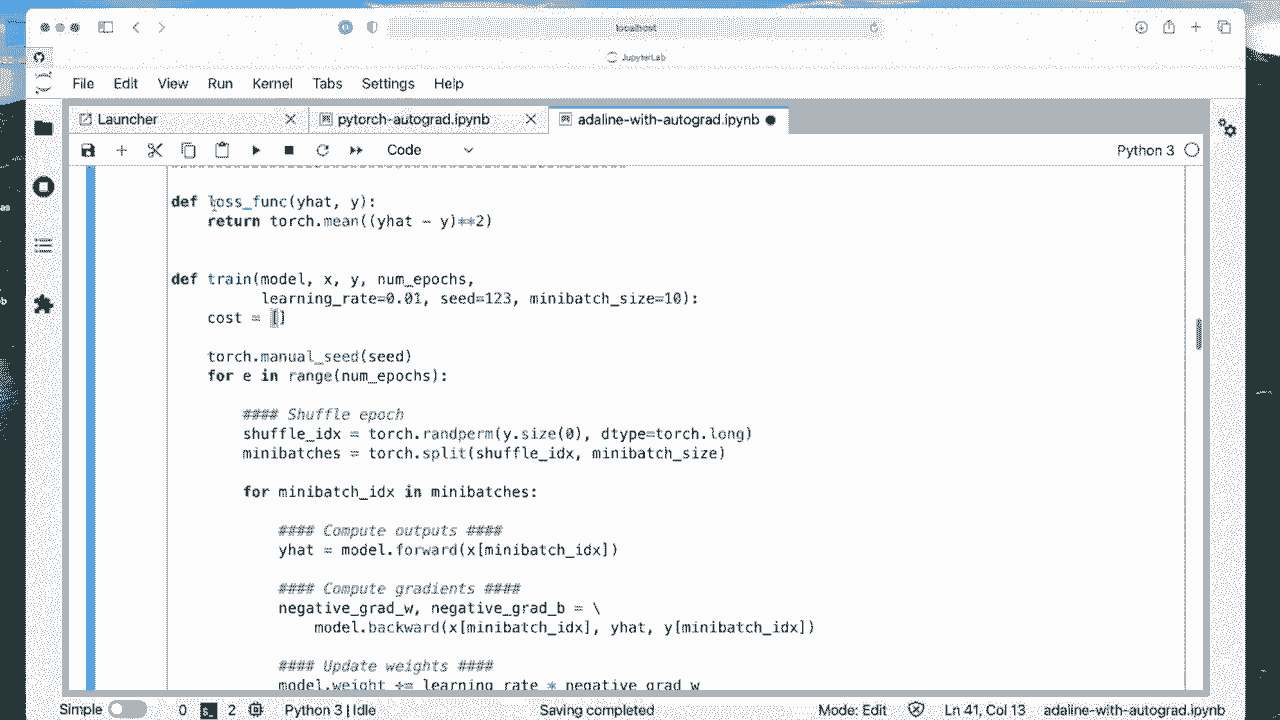 localhost
JupyterLab
File Edit View Run Kernel Tabs Settings Help
Launcher pytorch-autograd.ipynb adaline-with-autograd.ipynb
Code Python 3
def loss_func(yhat, y):
return torch.mean((yhat - y)**2)
def train(model, x, y, num_epochs,
learning_rate=0.01, seed=123, minibatch_size=10):
cost = []
torch.manual_seed(seed)
for e in range(num_epochs):
#### Shuffle epoch
shuffle_idx = torch.randperm(y.size(0), dtype=torch.long)
minibatches = torch.split(shuffle_idx, minibatch_size)
for minibatch_idx in minibatches:
#### Compute outputs ####
yhat = model.forward(x[minibatch_idx])
#### Compute gradients ####
negative_grad_w, negative_grad_b = \
model.backward(x[minibatch_idx], yhat, y[minibatch_idx])
#### Update weights ####
model.weight += learning_rate * negative_grad_w
Simple 0 2 Python 3 | Idle Saving completed Mode: Edit Ln 41, Col 13 adaline-with-autograd.ipynb